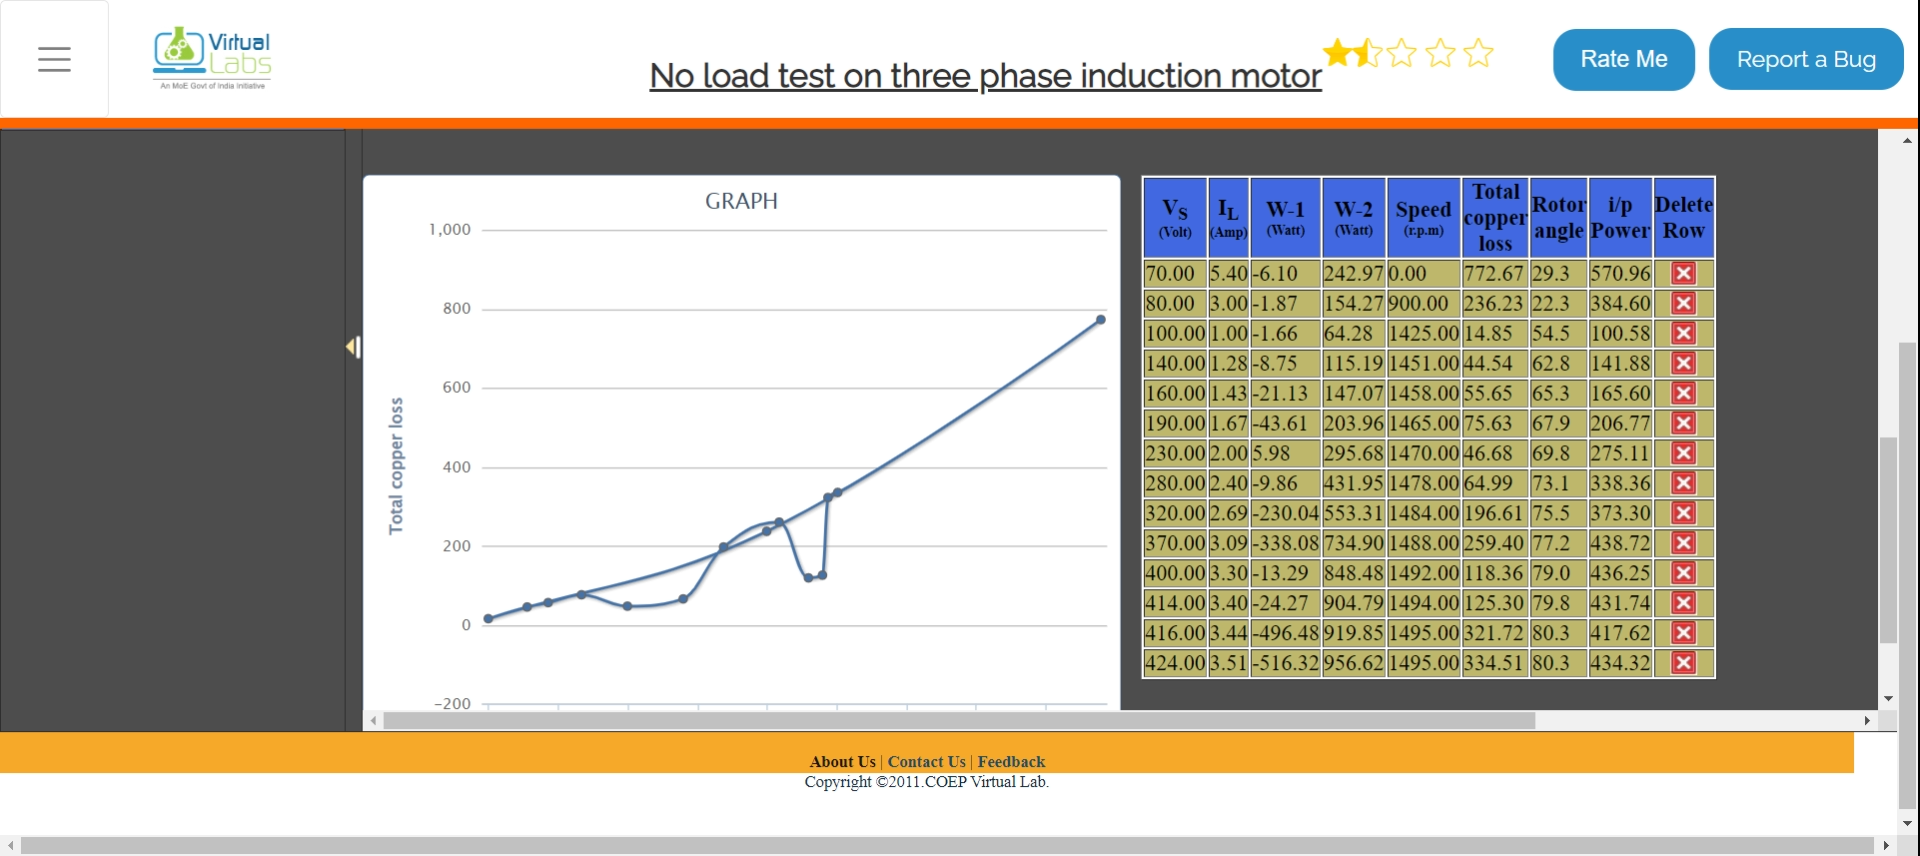 Virtual
Labs
An MoE Govt of India Initiative
No load test on three phase induction motor
Rate Me
Report a Bug
GRAPH
1,000
800
600
400
200
0
-200
Total copper loss
VS (Volt) IL (Amp) W-1 (Watt) W-2 (Watt) Speed (r.p.m) Total copper loss Rotor angle i/p Power Delete Row
70.00 5.40 -6.10 242.97 0.00 772.67 29.3 570.96
80.00 3.00 -1.87 154.27 900.00 236.23 22.3 384.60
100.00 1.00 -1.66 64.28 1425.00 14.85 54.5 100.58
140.00 1.28 -8.75 115.19 1451.00 44.54 62.8 141.88
160.00 1.43 -21.13 147.07 1458.00 55.65 65.3 165.60
190.00 1.67 -43.61 203.96 1465.00 75.63 67.9 206.77
230.00 2.00 5.98 295.68 1470.00 46.68 69.8 275.11
280.00 2.40 -9.86 431.95 1478.00 64.99 73.1 338.36
320.00 2.69 -230.04 553.31 1484.00 196.61 75.5 373.30
370.00 3.09 -338.08 734.90 1488.00 259.40 77.2 438.72
400.00 3.30 -13.29 848.48 1492.00 118.36 79.0 436.25
414.00 3.40 -24.27 904.79 1494.00 125.30 79.8 431.74
416.00 3.44 -496.48 919.85 1495.00 321.72 80.3 417.62
424.00 3.51 -516.32 956.62 1495.00 334.51 80.3 434.32
About Us | Contact Us | Feedback
Copyright ©2011.COEP Virtual Lab.